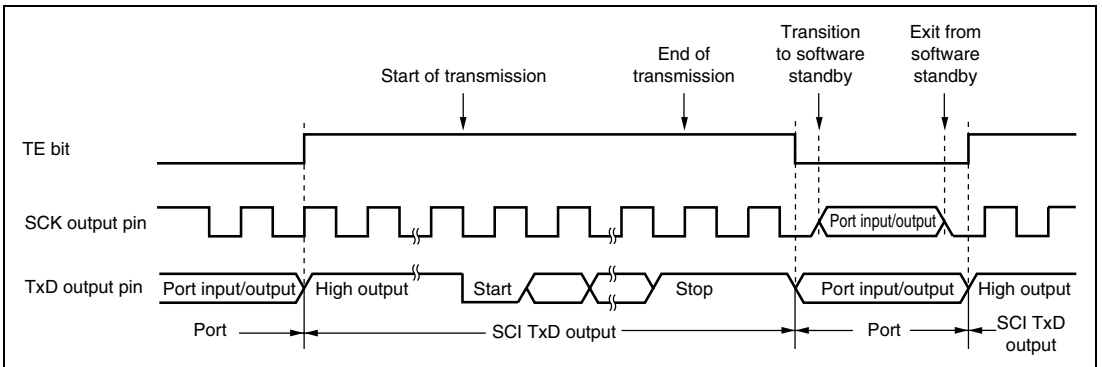 Transition
to software
standby
Exit from
software
standby
Start of transmission
End of
transmission
TE bit
SCK output pin
Port input/output
TxD output pin
Port input/output
High output
Start
Stop
Port input/output
High output
Port
SCI TxD output
Port
SCI TxD
output